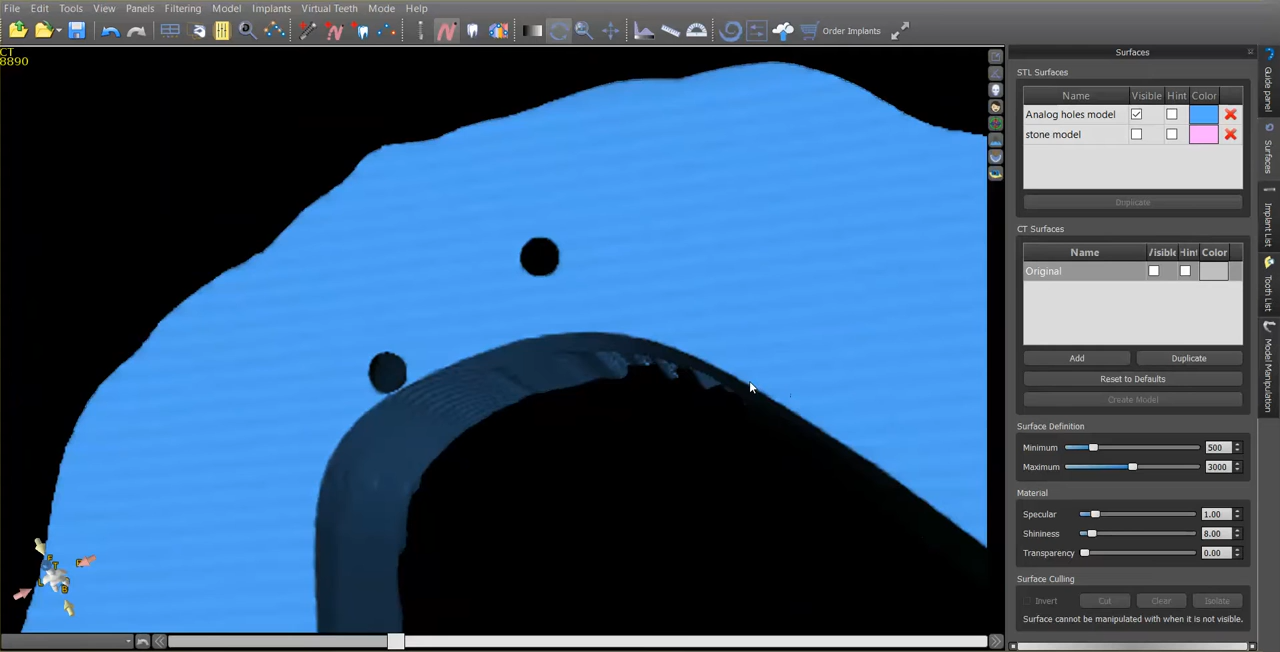 File Edit Tools View Panels Filtering Model Implants Virtual Teeth Mode Help
Order Implants
CT
8890
Surfaces
STL Surfaces
Name Visible Hint Color
Analog holes model
stone model
Duplicate
CT Surfaces
Name Visible Hint Color
Original
Add Duplicate
Reset to Defaults
Create Model
Surface Definition
Minimum 500
Maximum 3000
Material
Specular 1.00
Shininess 8.00
Transparency 0.00
Surface Culling
Invert Cut Clear Isolate
Surface cannot be manipulated with when it is not visible.
Guide panel
Surfaces
Implant List
Tooth List
Model Manipulation